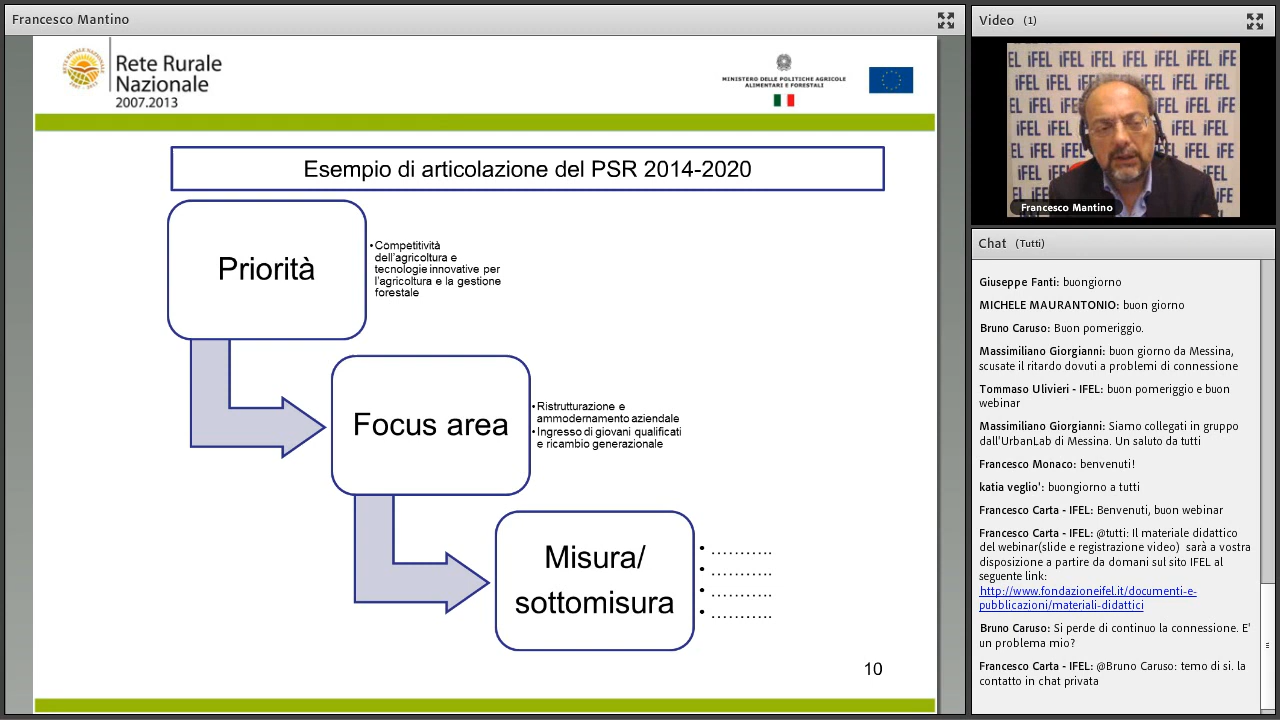 Francesco Mantino
Rete Rurale
Nazionale
2007.2013
MINISTERO DELLE POLITICHE AGRICOLE
ALIMENTARI E FORESTALI
Esempio di articolazione del PSR 2014-2020
Priorità
•Competitività
dell'agricoltura e
tecnologie innovative per
l'agricoltura e la gestione
forestale
Focus area
•Ristrutturazione e
ammodernamento aziendale
•Ingresso di giovani qualificati
e ricambio generazionale
Misura/
sottomisura
• ………..
• ………..
• ………..
• ………..
10
Video (1)
iFEL iFEL iFEL iFEL
Francesco Mantino
Chat (Tutti)
Giuseppe Fanti: buongiorno
MICHELE MAURANTONIO: buon giorno
Bruno Caruso: Buon pomeriggio.
Massimiliano Giorgianni: buon giorno da Messina,
scusate il ritardo dovuti a problemi di connessione
Tommaso Ulivieri - IFEL: buon pomeriggio e buon
webinar
Massimiliano Giorgianni: Siamo collegati in gruppo
dall'UrbanLab di Messina. Un saluto da tutti
Francesco Monaco: benvenuti!
katia veglio': buongiorno a tutti
Francesco Carta - IFEL: Benvenuti, buon webinar
Francesco Carta - IFEL: @tutti: Il materiale didattico
del webinar(slide e registrazione video) sarà a vostra
disposizione a partire da domani sul sito IFEL al
seguente link:
http://www.fondazioneifel.it/documenti-e-
pubblicazioni/materiali-didattici
Bruno Caruso: Si perde di continuo la connessione. E'
un problema mio?
Francesco Carta - IFEL: @Bruno Caruso: temo di si. la
contatto in chat privata